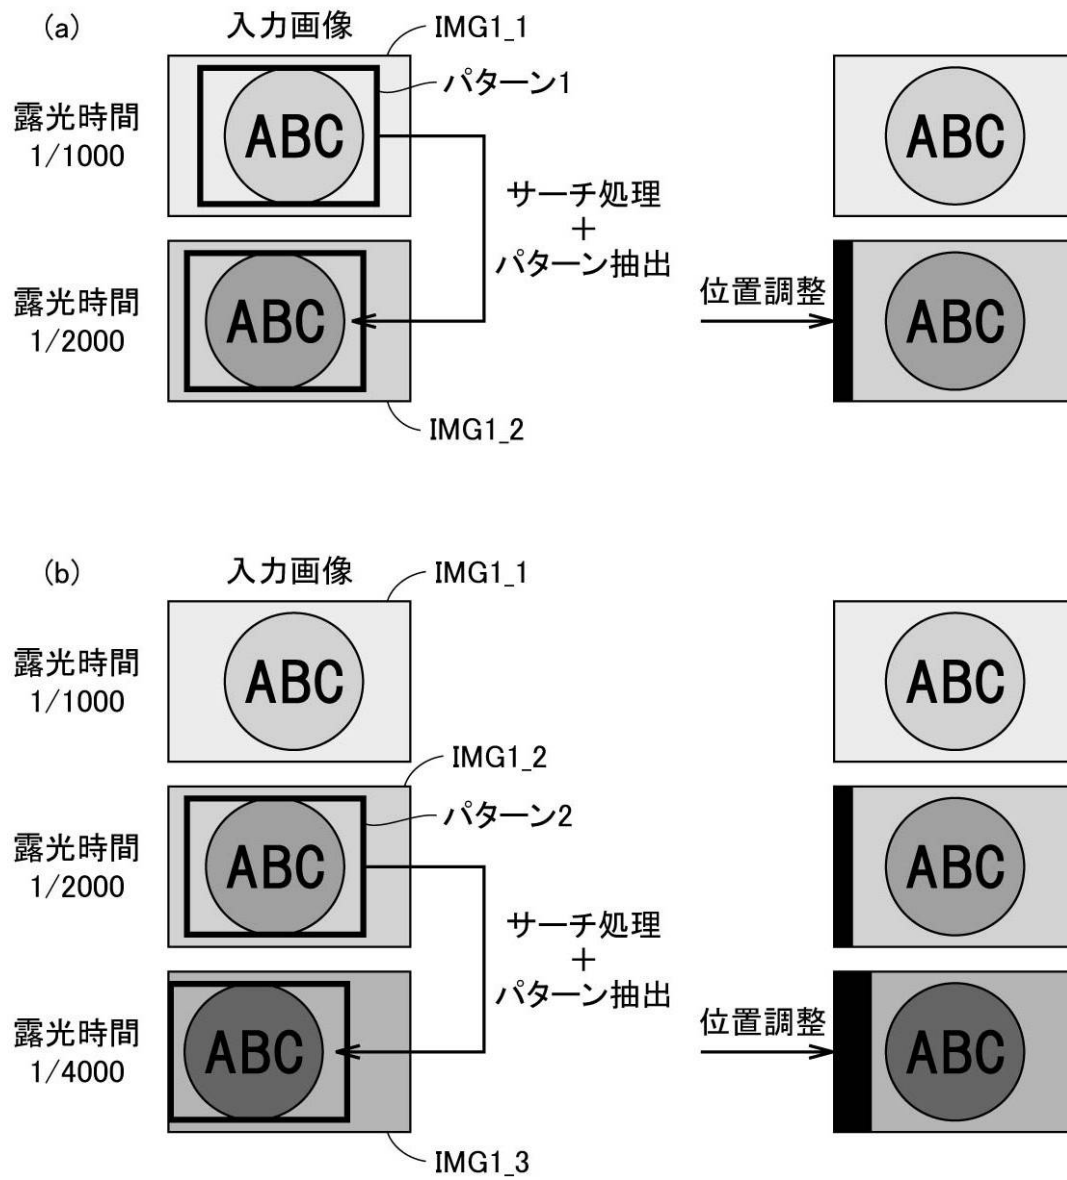 (a)
入力画像
IMG1_1
パターン1
露光時間
1/1000
ABC
ABC
サーチ処理
+
パターン抽出
露光時間
1/2000
ABC
位置調整
ABC
IMG1_2
(b)
入力画像
IMG1_1
露光時間
1/1000
ABC
ABC
IMG1_2
パターン2
露光時間
1/2000
ABC
ABC
サーチ処理
+
パターン抽出
露光時間
1/4000
ABC
位置調整
ABC
IMG1_3